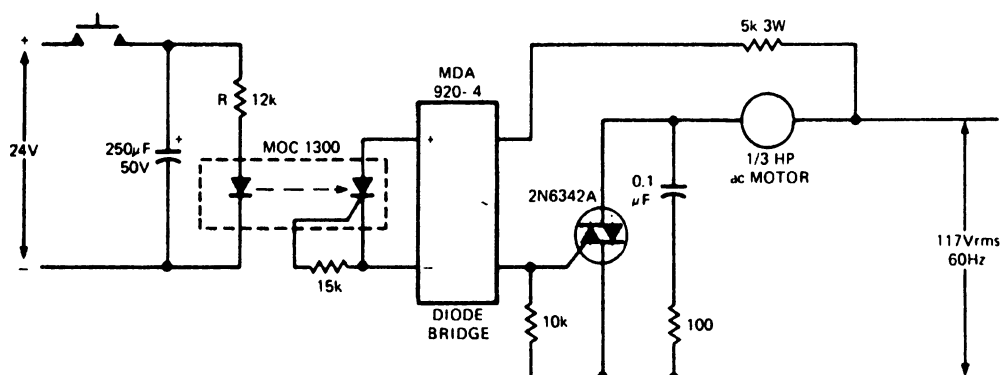 5k 3W
MDA
920-4
+
R 12k
MOC 1300
+
24V
250μF
50V
+
1/3 HP
ac MOTOR
0.1
μF
2N6342A
117Vrms
60Hz
−
15k
−
DIODE
BRIDGE
10k
100